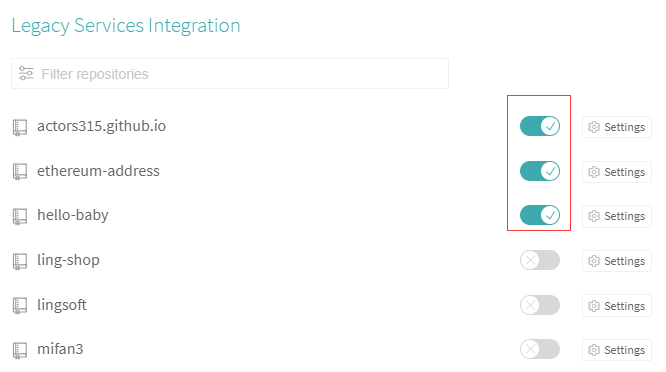 Legacy Services Integration
Filter repositories
actors315.github.io Settings
ethereum-address Settings
hello-baby Settings
ling-shop Settings
lingsoft Settings
mifan3 Settings